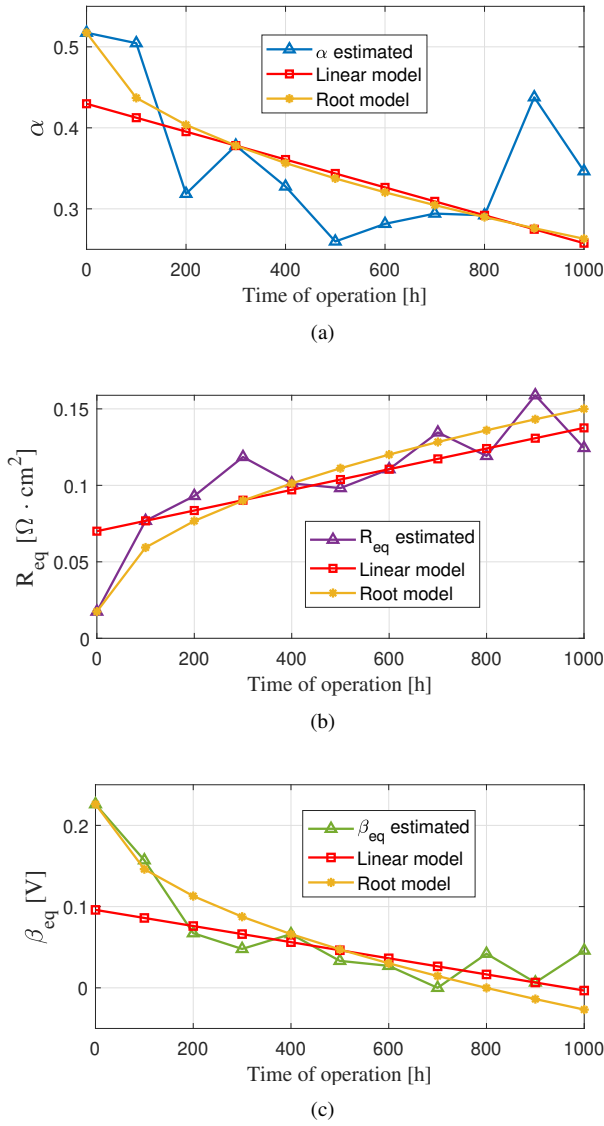 0.5
0.4
0.3
α
α estimated
Linear model
Root model
0 200 400 600 800 1000
Time of operation [h]
(a)
0.15
0.1
0.05
0
R_eq [Ω · cm²]
R_eq estimated
Linear model
Root model
0 200 400 600 800 1000
Time of operation [h]
(b)
0.2
0.1
0
β_eq [V]
β_eq estimated
Linear model
Root model
0 200 400 600 800 1000
Time of operation [h]
(c)